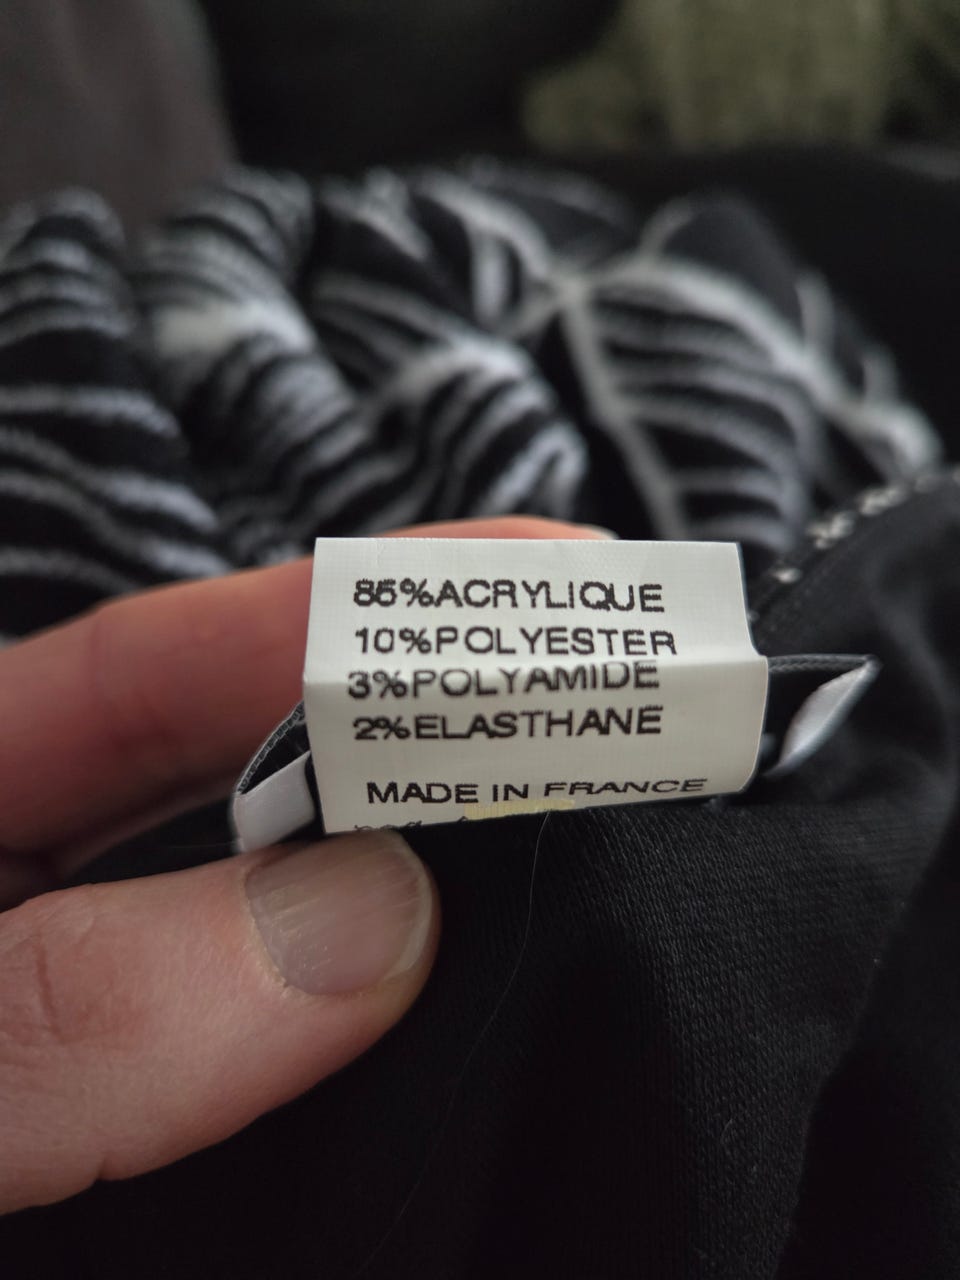 85%ACRYLIQUE
10%POLYESTER
3%POLYAMIDE
2%ELASTHANE
MADE IN FRANCE